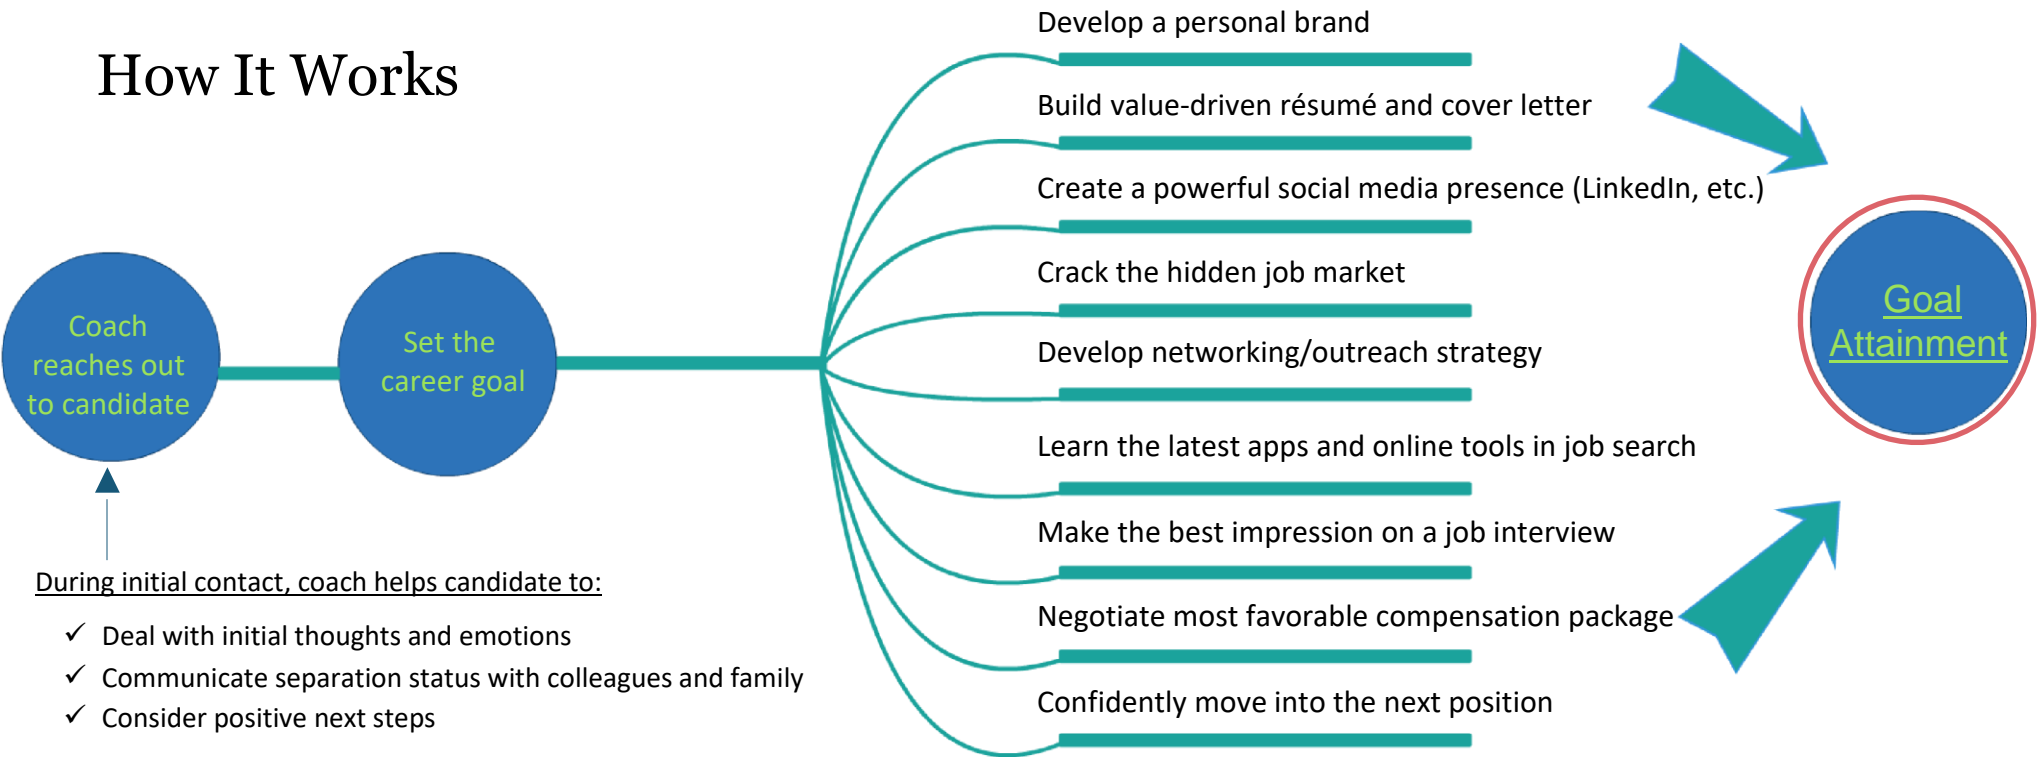 How It Works
Coach
reaches out
to candidate
Set the
career goal
During initial contact, coach helps candidate to:
✓ Deal with initial thoughts and emotions
✓ Communicate separation status with colleagues and family
✓ Consider positive next steps
Develop a personal brand
Build value-driven résumé and cover letter
Create a powerful social media presence (LinkedIn, etc.)
Crack the hidden job market
Develop networking/outreach strategy
Learn the latest apps and online tools in job search
Make the best impression on a job interview
Negotiate most favorable compensation package
Confidently move into the next position
Goal
Attainment